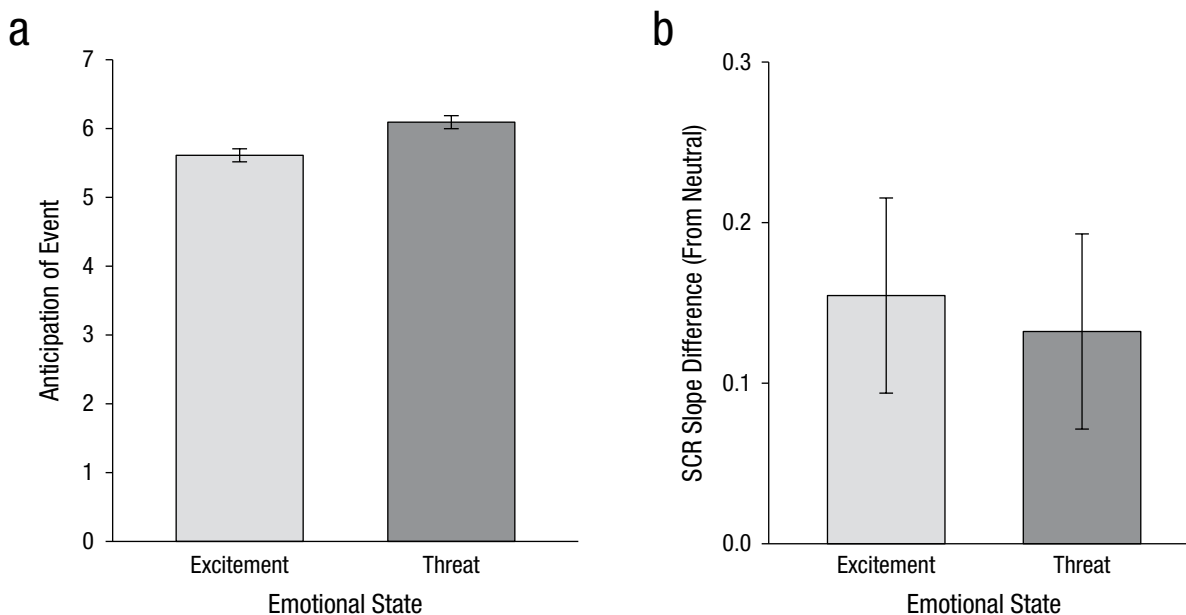 a
7
6
5
4
3
2
1
0
Anticipation of Event
Excitement
Threat
Emotional State
b
0.3
0.2
0.1
0.0
SCR Slope Difference (From Neutral)
Excitement
Threat
Emotional State